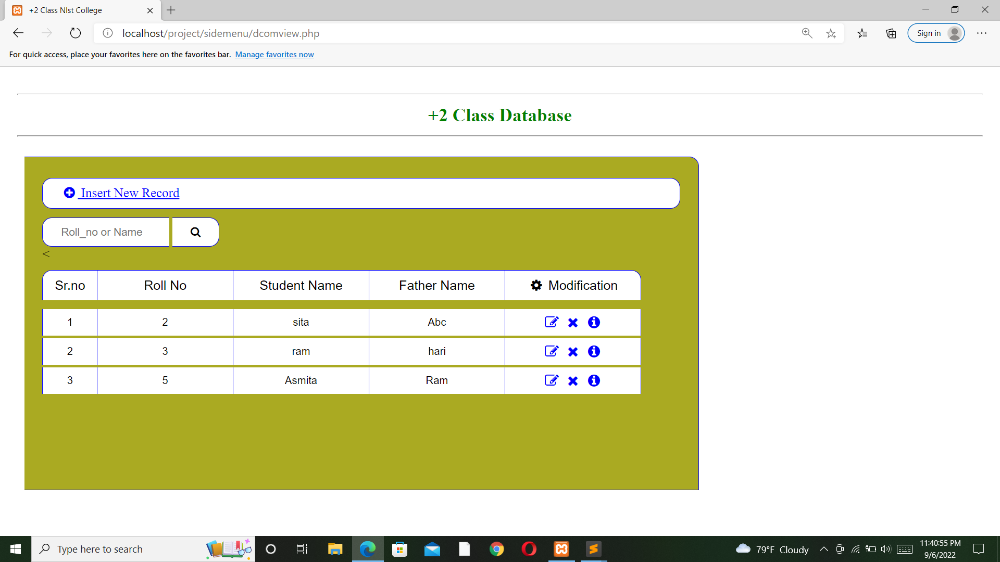 +2 Class NIst College
localhost/project/sidemenu/dcomview.php
Sign in
For quick access, place your favorites here on the favorites bar. Manage favorites now
+2 Class Database
Insert New Record
Roll_no or Name
<
Sr.no Roll No Student Name Father Name Modification
1 2 sita Abc
2 3 ram hari
3 5 Asmita Ram
Type here to search
79°F Cloudy
11:40:55 PM
9/6/2022